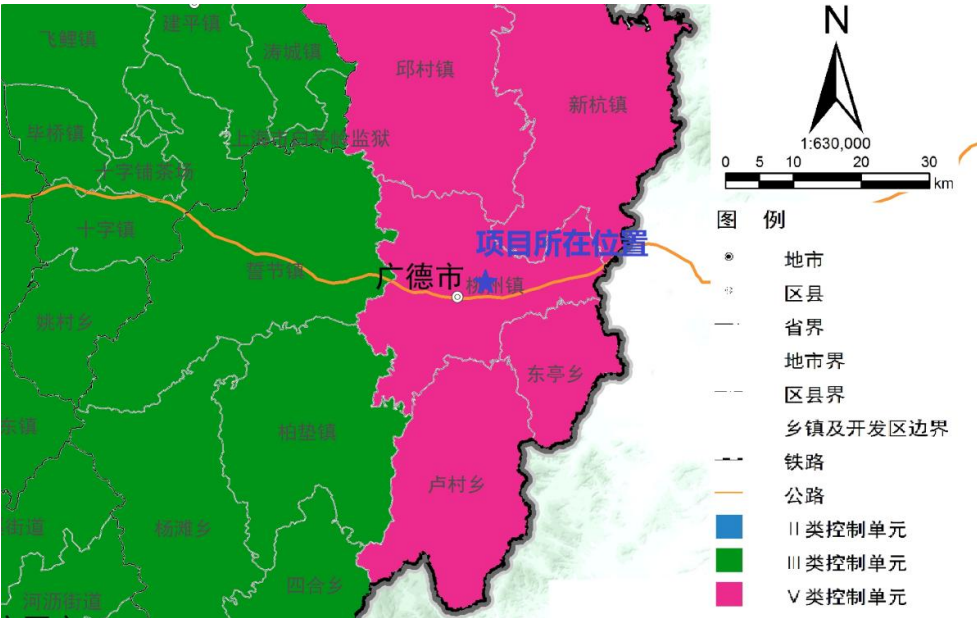 飞鲤镇
建平镇
涛城镇
邱村镇
新杭镇
毕桥镇
上海市白茅岭监狱
十字铺茶场
十字镇
誓节镇
项目所在位置
广德市
桃州镇
姚村乡
东亭乡
东镇
柏垫镇
卢村乡
街道
杨滩乡
四合乡
河沥街道
N
1:630,000
0 5 10 20 30
km
图 例
地市
区县
省界
地市界
区县界
乡镇及开发区边界
铁路
公路
II类控制单元
III类控制单元
V类控制单元